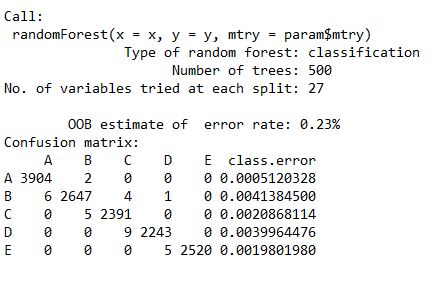 Call:
randomForest(x = x, y = y, mtry = param$mtry)
Type of random forest: classification
Number of trees: 500
No. of variables tried at each split: 27
OOB estimate of  error rate: 0.23%
Confusion matrix:
A B C D E class.error
A 3904 2 0 0 0 0.0005120328
B 6 2647 4 1 0 0.0041384500
C 0 5 2391 0 0 0.0020868114
D 0 0 9 2243 0 0.0039964476
E 0 0 0 5 2520 0.0019801980